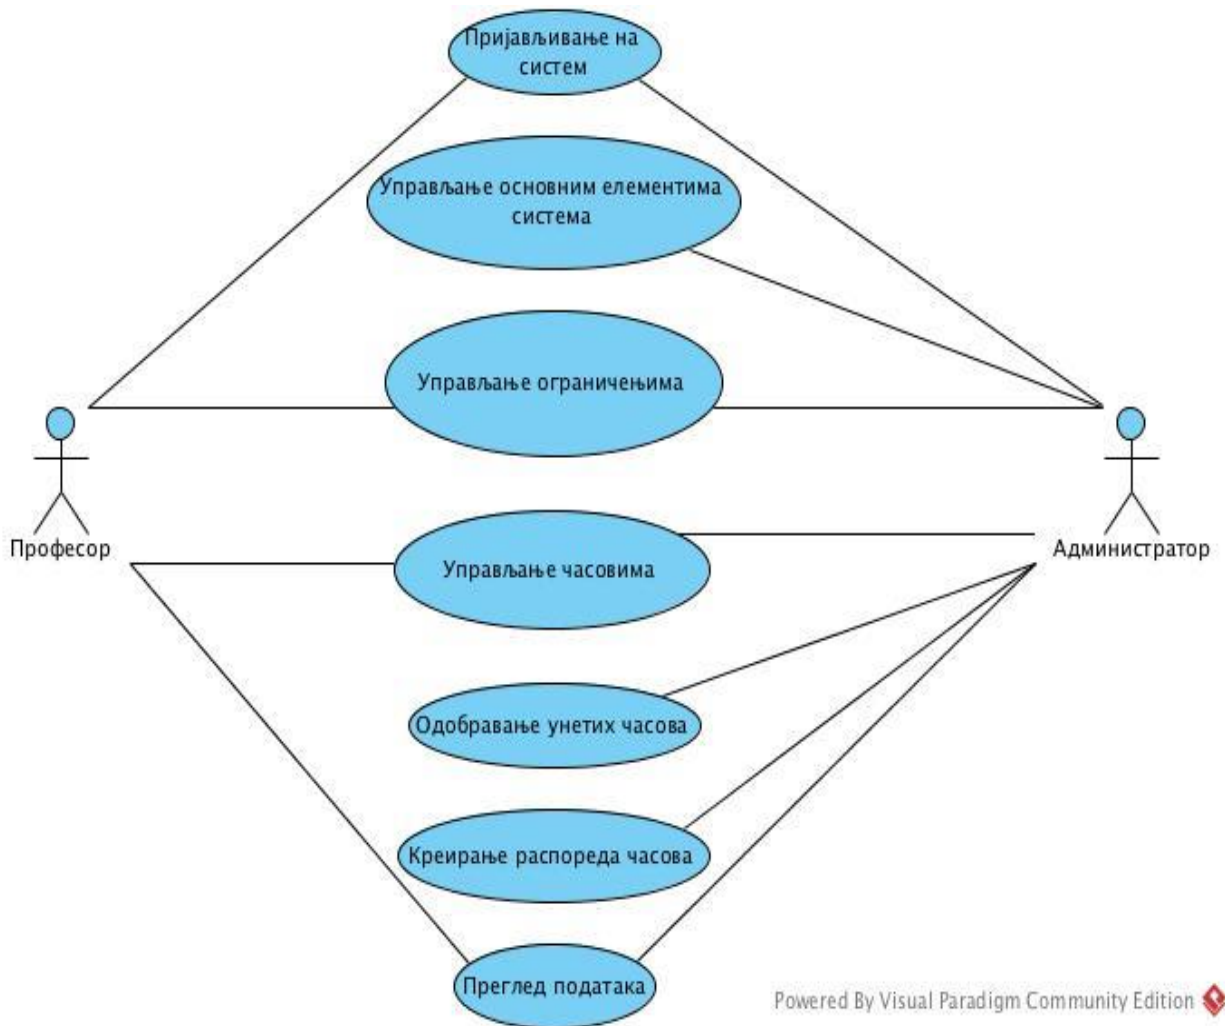 Пријављивање на
систем
Управљање основним елементима
система
Управљање ограничењима
Професор
Администратор
Управљање часовима
Одобравање унетих часова
Креирање распореда часова
Преглед података
Powered By Visual Paradigm Community Edition